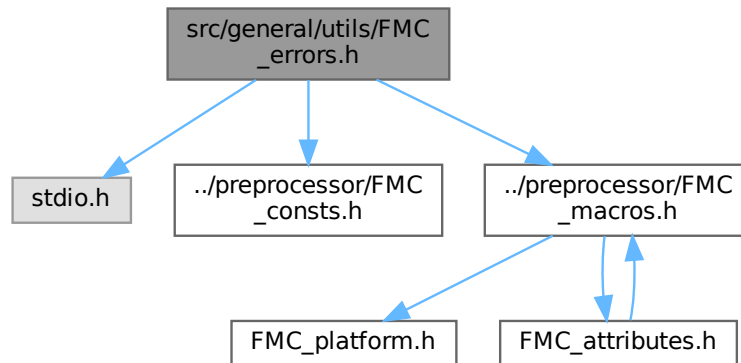 src/general/utils/FMC
_errors.h
stdio.h
../preprocessor/FMC
_consts.h
../preprocessor/FMC
_macros.h
FMC_platform.h
FMC_attributes.h